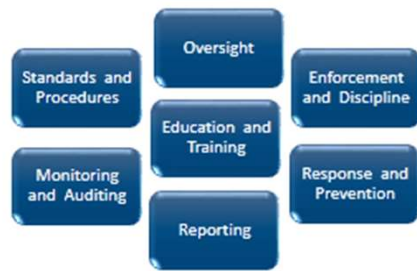 Oversight
Standards and
Procedures
Enforcement
and Discipline
Education and
Training
Monitoring
and Auditing
Response and
Prevention
Reporting